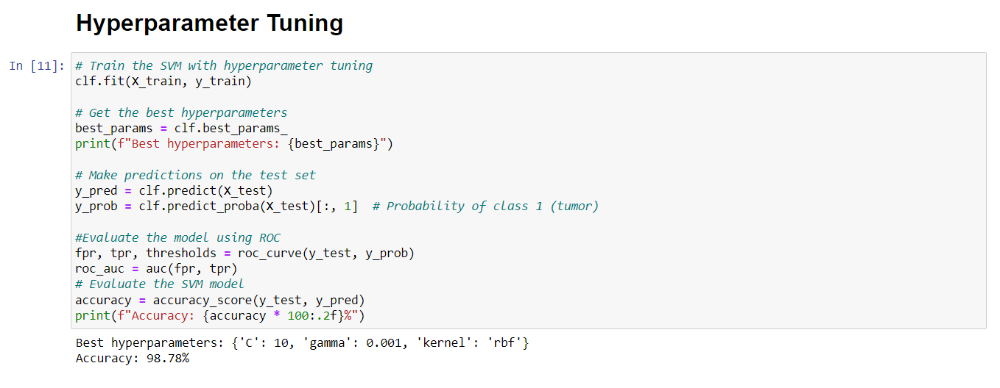 Hyperparameter Tuning
In [11]: # Train the SVM with hyperparameter tuning
clf.fit(X_train, y_train)
# Get the best hyperparameters
best_params = clf.best_params_
print(f"Best hyperparameters: {best_params}")
# Make predictions on the test set
y_pred = clf.predict(X_test)
y_prob = clf.predict_proba(X_test)[:, 1]  # Probability of class 1 (tumor)
#Evaluate the model using ROC
fpr, tpr, thresholds = roc_curve(y_test, y_prob)
roc_auc = auc(fpr, tpr)
# Evaluate the SVM model
accuracy = accuracy_score(y_test, y_pred)
print(f"Accuracy: {accuracy * 100:.2f}%")
Best hyperparameters: {'C': 10, 'gamma': 0.001, 'kernel': 'rbf'}
Accuracy: 98.78%